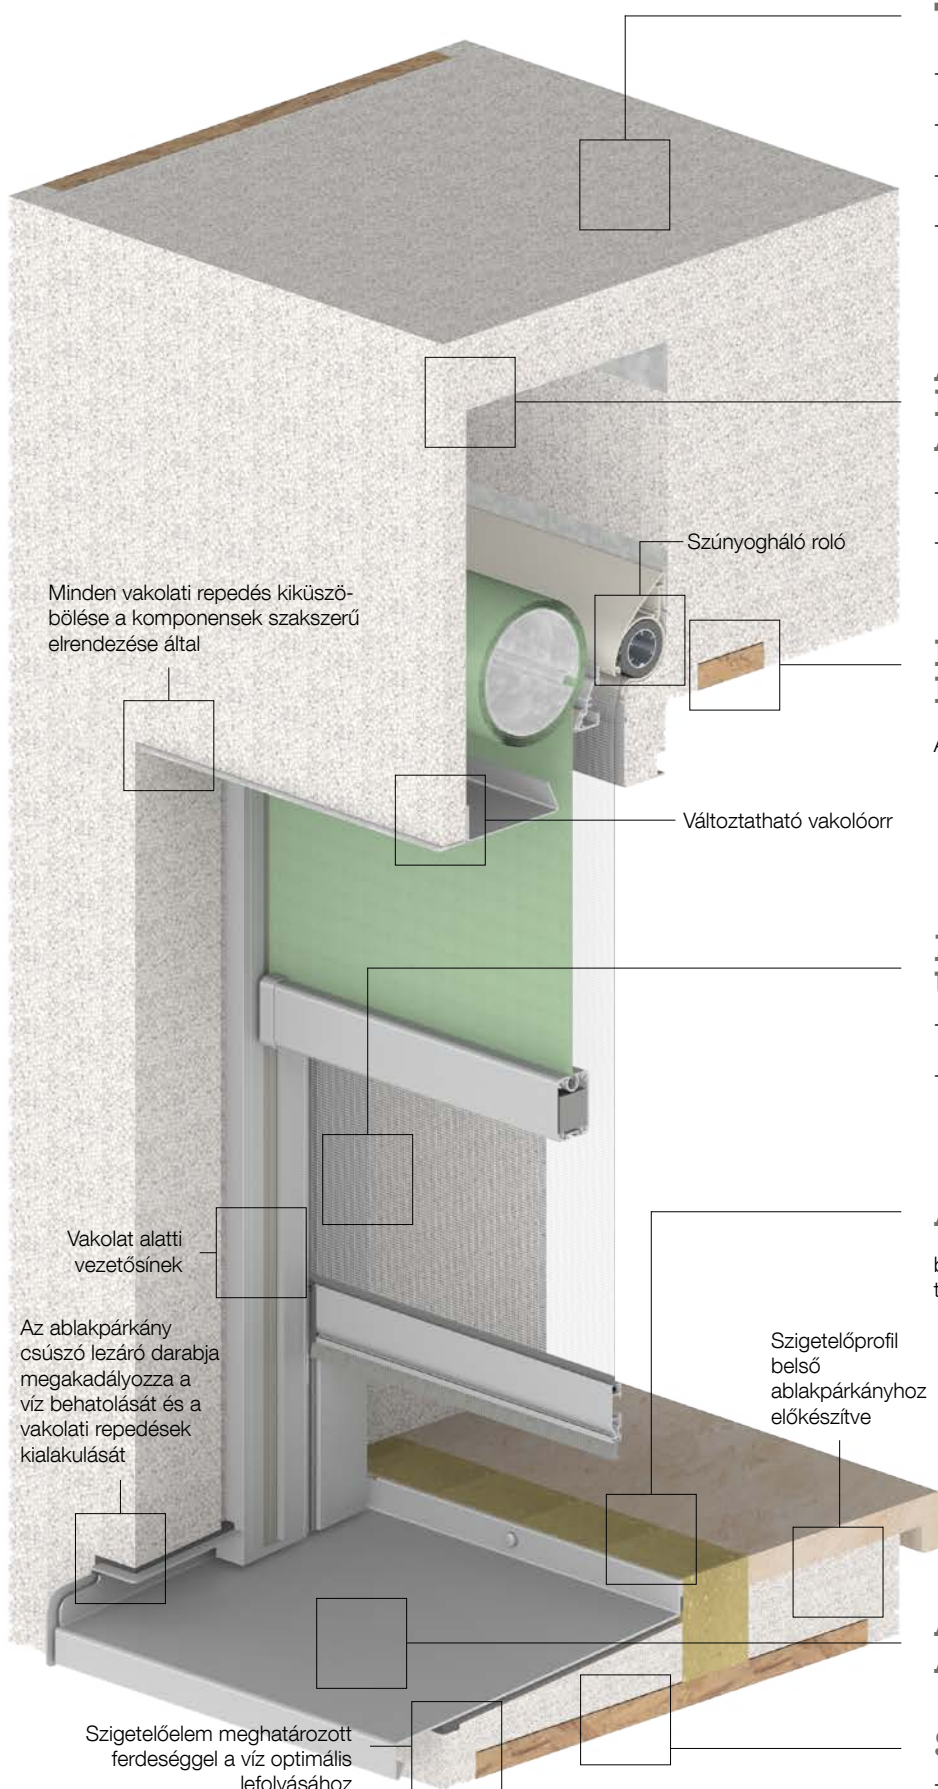 Szúnyogháló roló
Minden vakolati repedés kiküszö-
bölése a komponensek szakszerű
elrendezése által
Változtatható vakolóorr
Vakolat alatti
vezetősínek
Az ablakpárkány
csúszó lezáró darabja
megakadályozza a
víz behatolását és a
vakolati repedések
kialakulását
Szigetelőprofil
belső
ablakpárkányhoz
előkészítve
Szigetelőelem meghatározott
ferdeséggel a víz optimális
lefolyásához